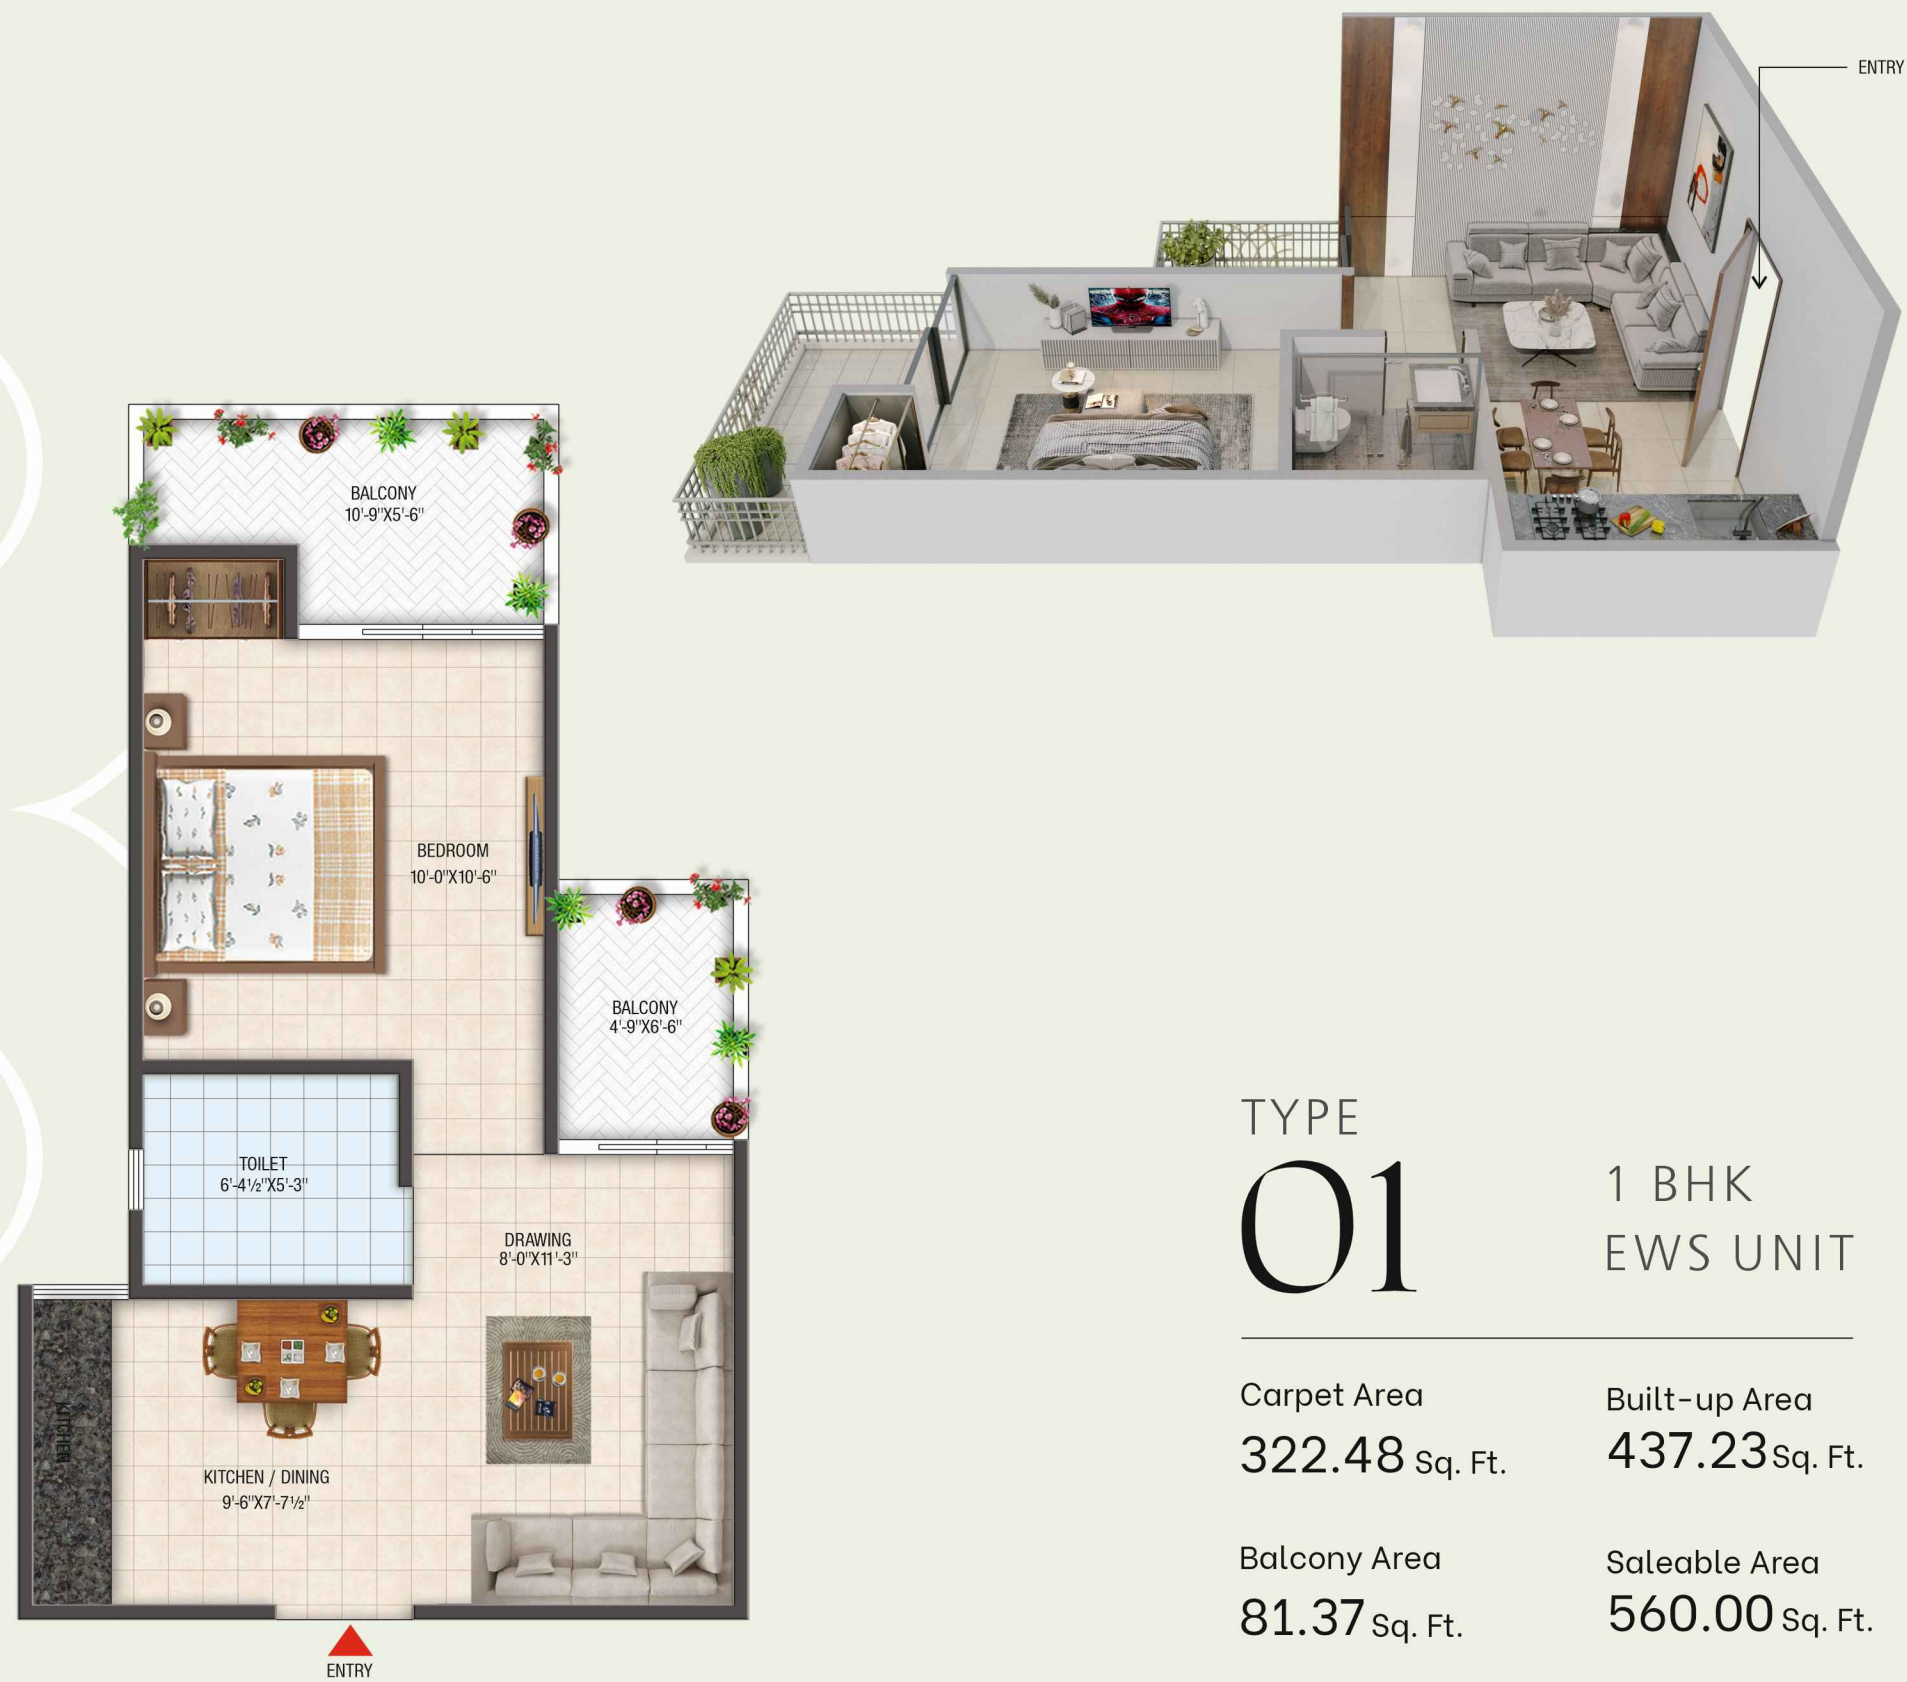 ENTRY
BALCONY
10'-9"X5'-6"
BEDROOM
10'-0"X10'-6"
BALCONY
4'-9"X6'-6"
TOILET
6'-4½"X5'-3"
DRAWING
8'-0"X11'-3"
KITCHEN
KITCHEN / DINING
9'-6"X7'-7½"
ENTRY
TYPE
01
1 BHK
EWS UNIT
Carpet Area
322.48 Sq. Ft.
Built-up Area
437.23 Sq. Ft.
Balcony Area
81.37 Sq. Ft.
Saleable Area
560.00 Sq. Ft.